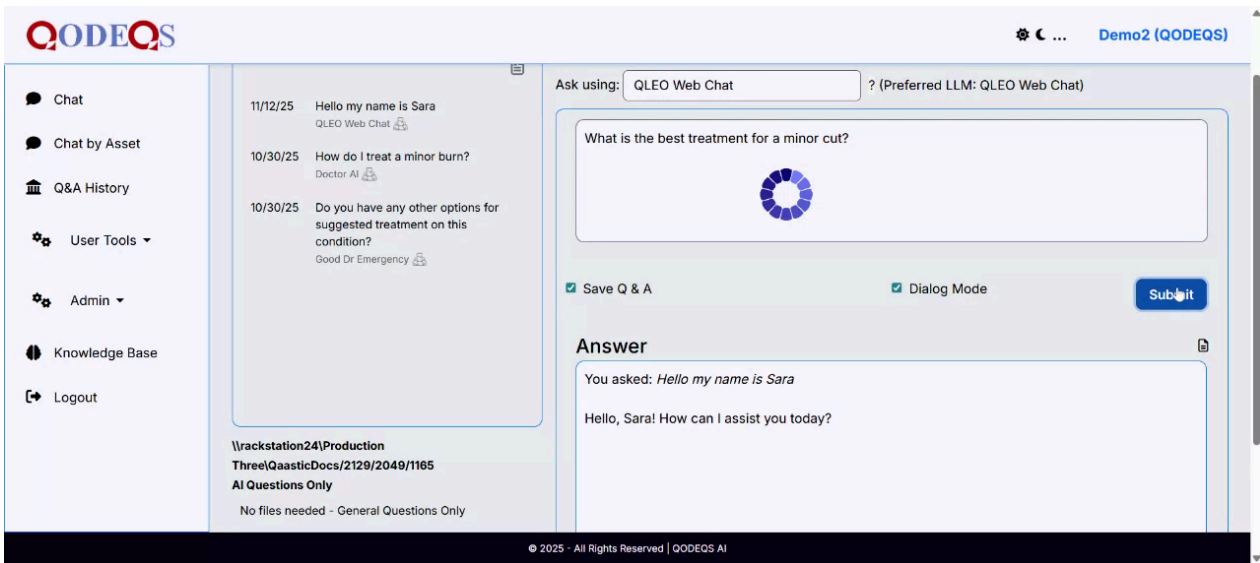 QODEQS
Demo2 (QODEQS)
Chat
Chat by Asset
Q&A History
User Tools
Admin
Knowledge Base
Logout
11/12/25 Hello my name is Sara
QLEO Web Chat
10/30/25 How do I treat a minor burn?
Doctor AI
10/30/25 Do you have any other options for
suggested treatment on this
condition?
Good Dr Emergency
\\rackstation24\Production
Three\QaasticDocs/2129/2049/1165
AI Questions Only
No files needed - General Questions Only
Ask using: QLEO Web Chat ? (Preferred LLM: QLEO Web Chat)
What is the best treatment for a minor cut?
Save Q & A Dialog Mode Submit
Answer
You asked: Hello my name is Sara
Hello, Sara! How can I assist you today?
© 2025 - All Rights Reserved | QODEQS AI